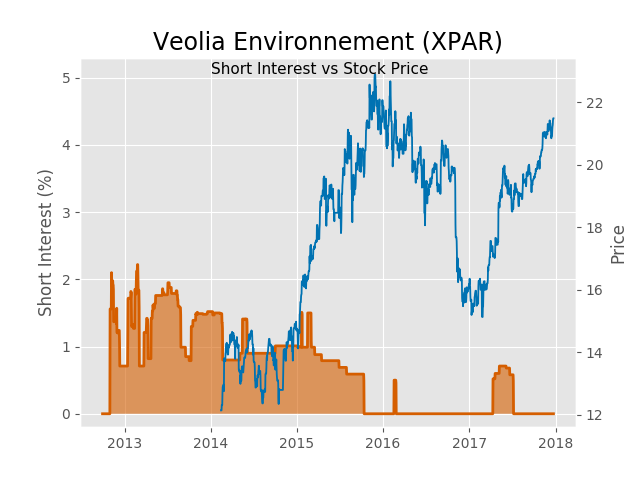 Veolia Environnement (XPAR)
Short Interest vs Stock Price
Short Interest (%)
5
4
3
2
1
0
22
20
18
16
14
12
Price
2013 2014 2015 2016 2017 2018